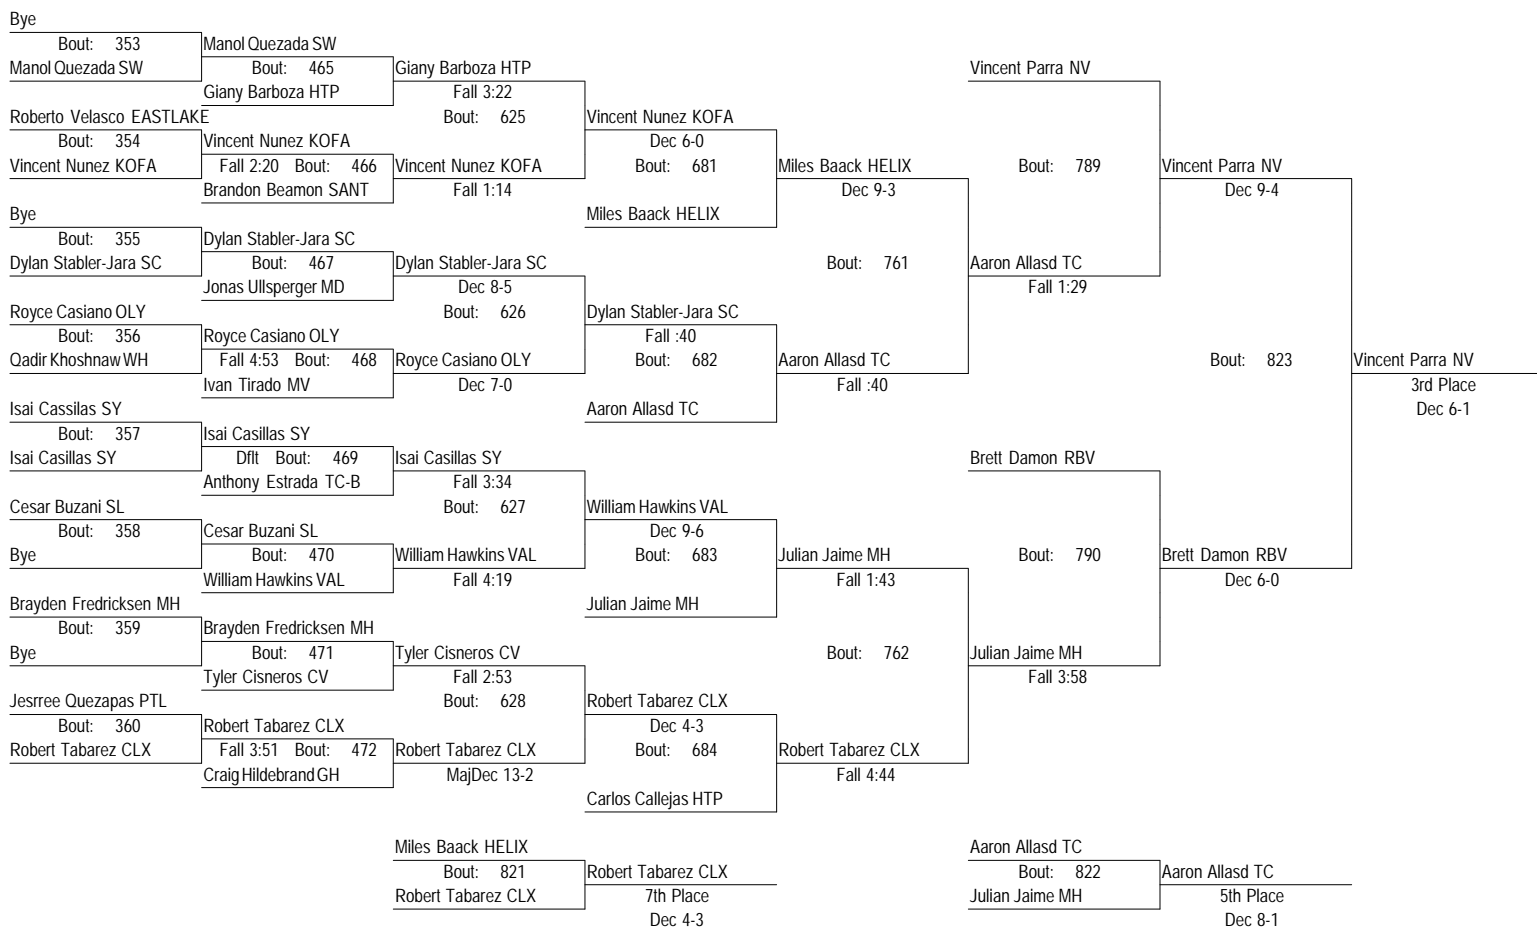 Bye
Bout: 353
Manol Quezada SW
Manol Quezada SW
Bout: 465
Giany Barboza HTP
Giany Barboza HTP
Fall 3:22
Bout: 625
Vincent Parra NV
Roberto Velasco EASTLAKE
Bout: 354
Vincent Nunez KOFA
Vincent Nunez KOFA
Fall 2:20 Bout: 466
Brandon Beamon SANT
Vincent Nunez KOFA
Fall 1:14
Vincent Nunez KOFA
Dec 6-0
Bout: 681
Miles Baack HELIX
Miles Baack HELIX
Dec 9-3
Bout: 789
Vincent Parra NV
Dec 9-4
Bye
Bout: 355
Dylan Stabler-Jara SC
Dylan Stabler-Jara SC
Bout: 467
Jonas Ullsperger MD
Dylan Stabler-Jara SC
Dec 8-5
Bout: 626
Bout: 761
Aaron Allasd TC
Fall 1:29
Royce Casiano OLY
Bout: 356
Qadir Khoshnaw WH
Royce Casiano OLY
Fall 4:53 Bout: 468
Ivan Tirado MV
Royce Casiano OLY
Dec 7-0
Dylan Stabler-Jara SC
Fall :40
Bout: 682
Aaron Allasd TC
Aaron Allasd TC
Fall :40
Bout: 823
Vincent Parra NV
3rd Place
Dec 6-1
Isai Cassilas SY
Bout: 357
Isai Casillas SY
Isai Casillas SY
Dflt Bout: 469
Anthony Estrada TC-B
Isai Casillas SY
Fall 3:34
Bout: 627
Brett Damon RBV
Cesar Buzani SL
Bout: 358
Bye
Cesar Buzani SL
Bout: 470
William Hawkins VAL
William Hawkins VAL
Fall 4:19
William Hawkins VAL
Dec 9-6
Bout: 683
Julian Jaime MH
Julian Jaime MH
Fall 1:43
Bout: 790
Brett Damon RBV
Dec 6-0
Brayden Fredricksen MH
Bout: 359
Bye
Brayden Fredricksen MH
Bout: 471
Tyler Cisneros CV
Tyler Cisneros CV
Fall 2:53
Bout: 628
Bout: 762
Julian Jaime MH
Fall 3:58
Jesrree Quezapas PTL
Bout: 360
Robert Tabarez CLX
Robert Tabarez CLX
Fall 3:51 Bout: 472
Craig Hildebrand GH
Robert Tabarez CLX
MajDec 13-2
Robert Tabarez CLX
Dec 4-3
Bout: 684
Carlos Callejas HTP
Robert Tabarez CLX
Fall 4:44
Miles Baack HELIX
Bout: 821
Robert Tabarez CLX
Robert Tabarez CLX
7th Place
Dec 4-3
Aaron Allasd TC
Bout: 822
Julian Jaime MH
Aaron Allasd TC
5th Place
Dec 8-1